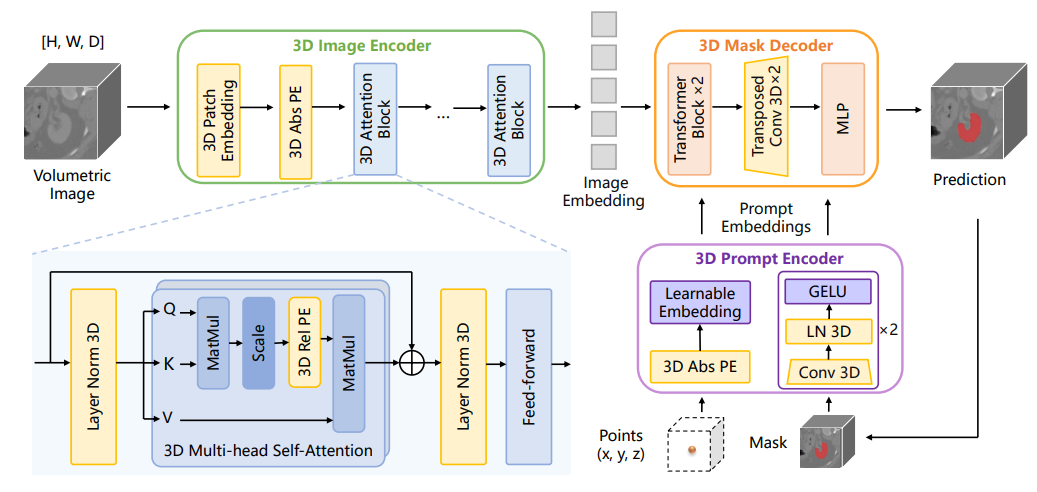 [H, W, D]
Volumetric
Image
3D Image Encoder
3D Patch
Embedding
3D Abs PE
3D Attention
Block
...
3D Attention
Block
Image
Embedding
3D Mask Decoder
Transformer
Block ×2
Transposed
Conv 3D×2
MLP
Prediction
Prompt
Embeddings
3D Prompt Encoder
Learnable
Embedding
3D Abs PE
GELU
LN 3D
×2
Conv 3D
Points
(x, y, z)
Mask
Layer Norm 3D
Q
K
V
MatMul
Scale
3D Rel PE
MatMul
3D Multi-head Self-Attention
Layer Norm 3D
Feed-forward